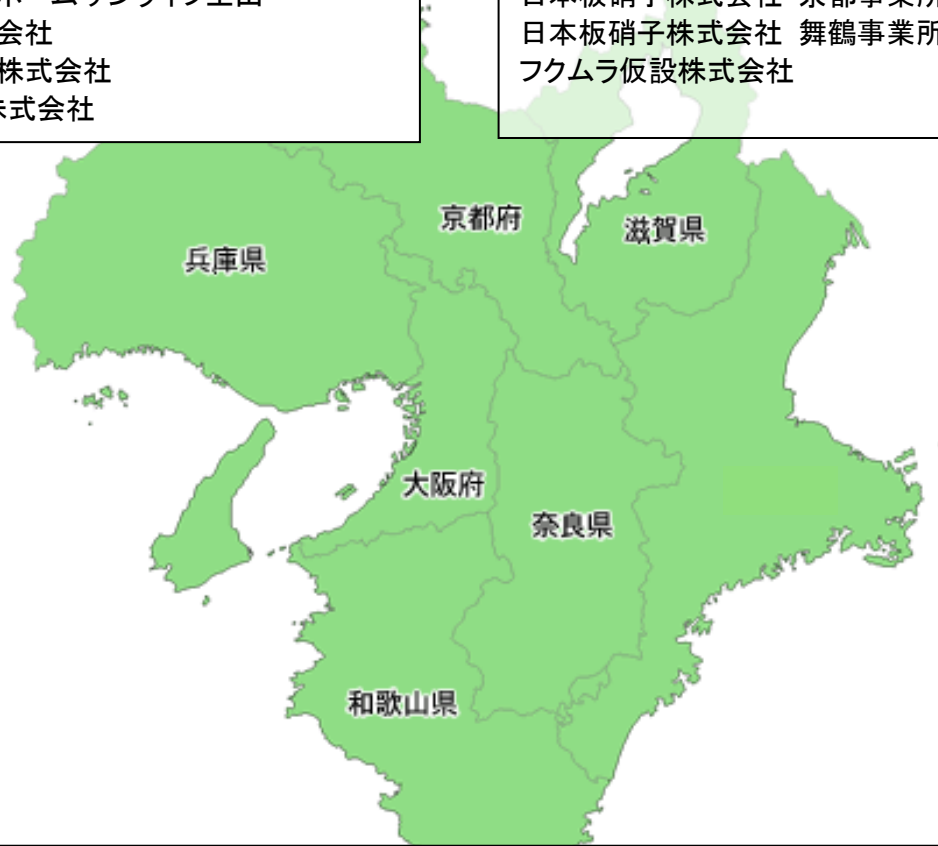 会社
株式会社
株式会社
日本板硝子株式会社 舞鶴事業所
フクムラ仮設株式会社
京都府
滋賀県
兵庫県
大阪府
奈良県
和歌山県